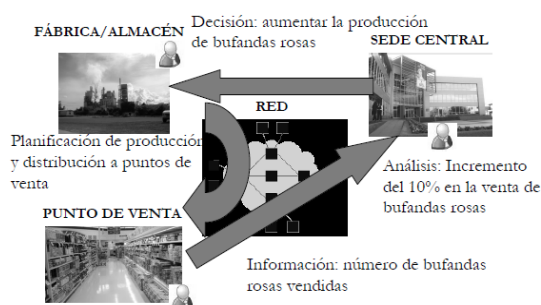 Decisión: aumentar la producción
de bufandas rosas
FÁBRICA/ALMACÉN
SEDE CENTRAL
RED
Planificación de producción
y distribución a puntos de
venta
Análisis: Incremento
del 10% en la venta de
bufandas rosas
PUNTO DE VENTA
Información: número de bufandas
rosas vendidas